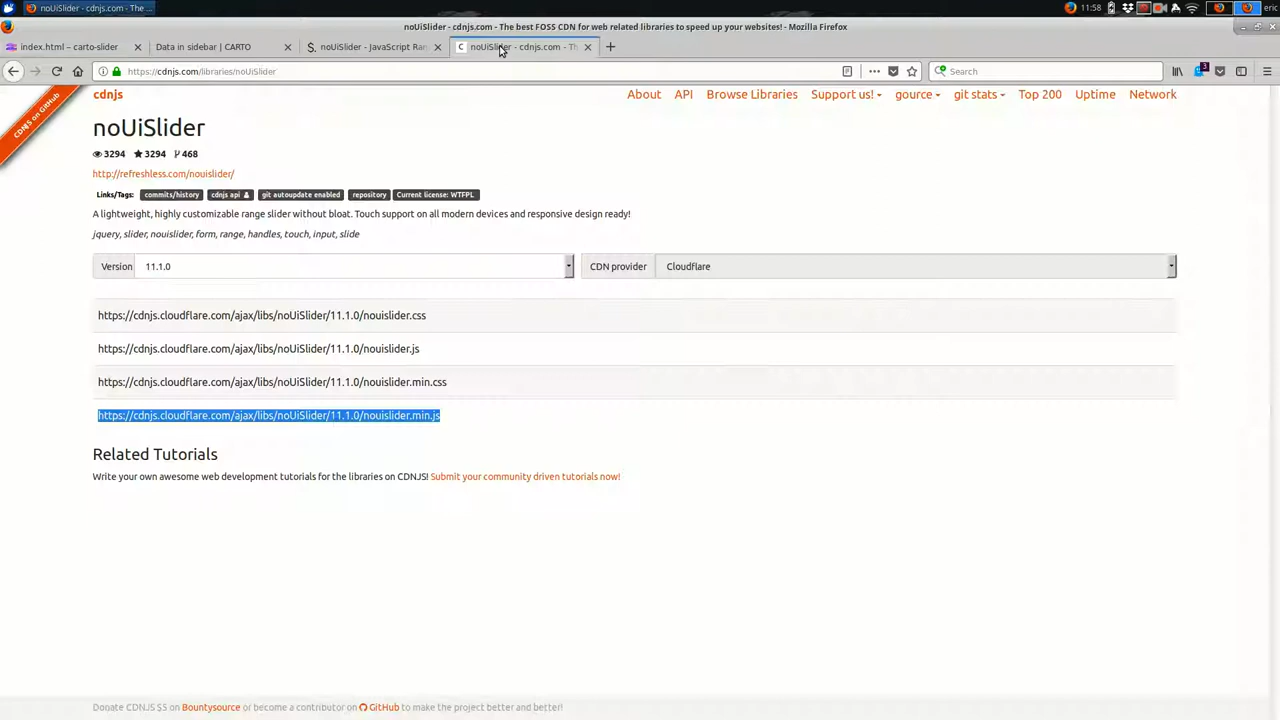 noUiSlider - cdnjs.com - The ...
11:58
eric
noUiSlider - cdnjs.com - The best FOSS CDN for web related libraries to speed up your websites! - Mozilla Firefox
index.html – carto-slider
Data in sidebar | CARTO
noUiSlider - JavaScript Ran
noUiSlider - cdnjs.com - Th
https://cdnjs.com/libraries/noUiSlider
Search
3
CDNJS on GitHub
cdnjs
About
API
Browse Libraries
Support us!
gource
git stats
Top 200
Uptime
Network
noUiSlider
3294 3294 468
http://refreshless.com/nouislider/
Links/Tags: commits/history cdnjs api git autoupdate enabled repository Current license: WTFPL
A lightweight, highly customizable range slider without bloat. Touch support on all modern devices and responsive design ready!
jquery, slider, nouislider, form, range, handles, touch, input, slide
Version 11.1.0 CDN provider Cloudflare
https://cdnjs.cloudflare.com/ajax/libs/noUiSlider/11.1.0/nouislider.css
https://cdnjs.cloudflare.com/ajax/libs/noUiSlider/11.1.0/nouislider.js
https://cdnjs.cloudflare.com/ajax/libs/noUiSlider/11.1.0/nouislider.min.css
https://cdnjs.cloudflare.com/ajax/libs/noUiSlider/11.1.0/nouislider.min.js
Related Tutorials
Write your own awesome web development tutorials for the libraries on CDNJS! Submit your community driven tutorials now!
Donate CDNJS $5 on Bountysource or become a contributor on GitHub to make the project better and better!